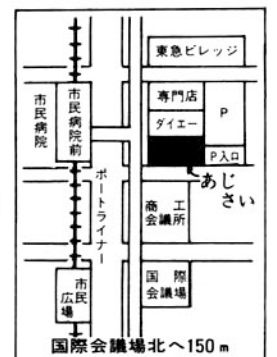 東急ビレッジ
専門店
ダイエー
P
P入口
あじさい
市民病院
市民病院前
ポートライナー
商工会議所
市民広場
国際会議場
国際会議場北へ150m